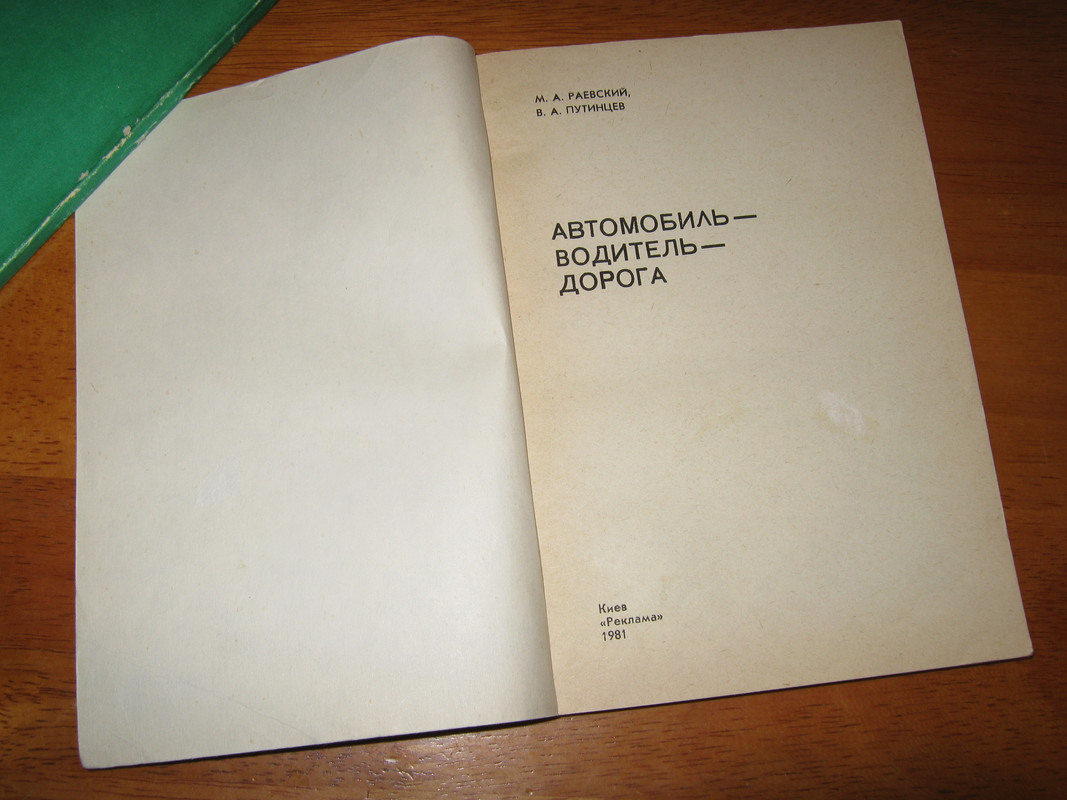 М. А. РАЕВСКИЙ,
В. А. ПУТИНЦЕВ
АВТОМОБИЛЬ—
ВОДИТЕЛЬ—
ДОРОГА
Киев
«Реклама»
1981